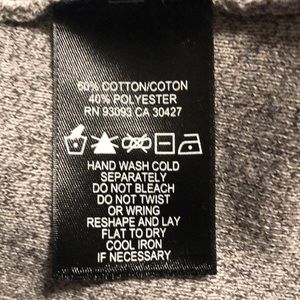 60% COTTON/COTON
40% POLYESTER
RN 93093 CA 30427
HAND WASH COLD
SEPARATELY
DO NOT BLEACH
DO NOT TWIST
OR WRING
RESHAPE AND LAY
FLAT TO DRY
COOL IRON
IF NECESSARY